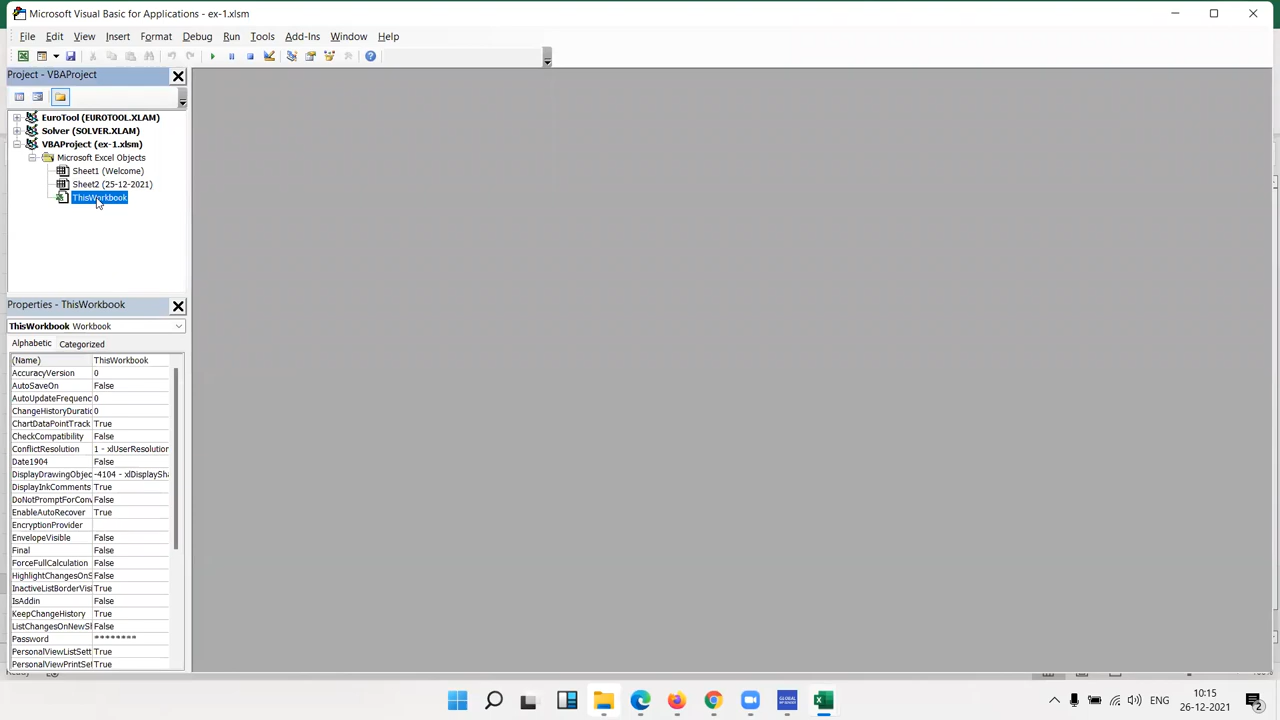 Microsoft Visual Basic for Applications - ex-1.xlsm
File Edit View Insert Format Debug Run Tools Add-Ins Window Help
Project - VBAProject
EuroTool (EUROTOOL.XLAM)
Solver (SOLVER.XLAM)
VBAProject (ex-1.xlsm)
Microsoft Excel Objects
Sheet1 (Welcome)
Sheet2 (25-12-2021)
ThisWorkbook
Properties - ThisWorkbook
ThisWorkbook Workbook
Alphabetic Categorized
(Name) ThisWorkbook
AccuracyVersion 0
AutoSaveOn False
AutoUpdateFrequenc 0
ChangeHistoryDuratio 0
ChartDataPointTrack True
CheckCompatibility False
ConflictResolution 1 - xlUserResolution
Date1904 False
DisplayDrawingObjec -4104 - xlDisplaySha
DisplayInkComments True
DoNotPromptForConv False
EnableAutoRecover True
EncryptionProvider
EnvelopeVisible False
Final False
ForceFullCalculation False
HighlightChangesOnS False
InactiveListBorderVisi True
IsAddin False
KeepChangeHistory True
ListChangesOnNewSh False
Password ********
PersonalViewListSett True
PersonalViewPrintSet True
ENG
10:15
26-12-2021
2